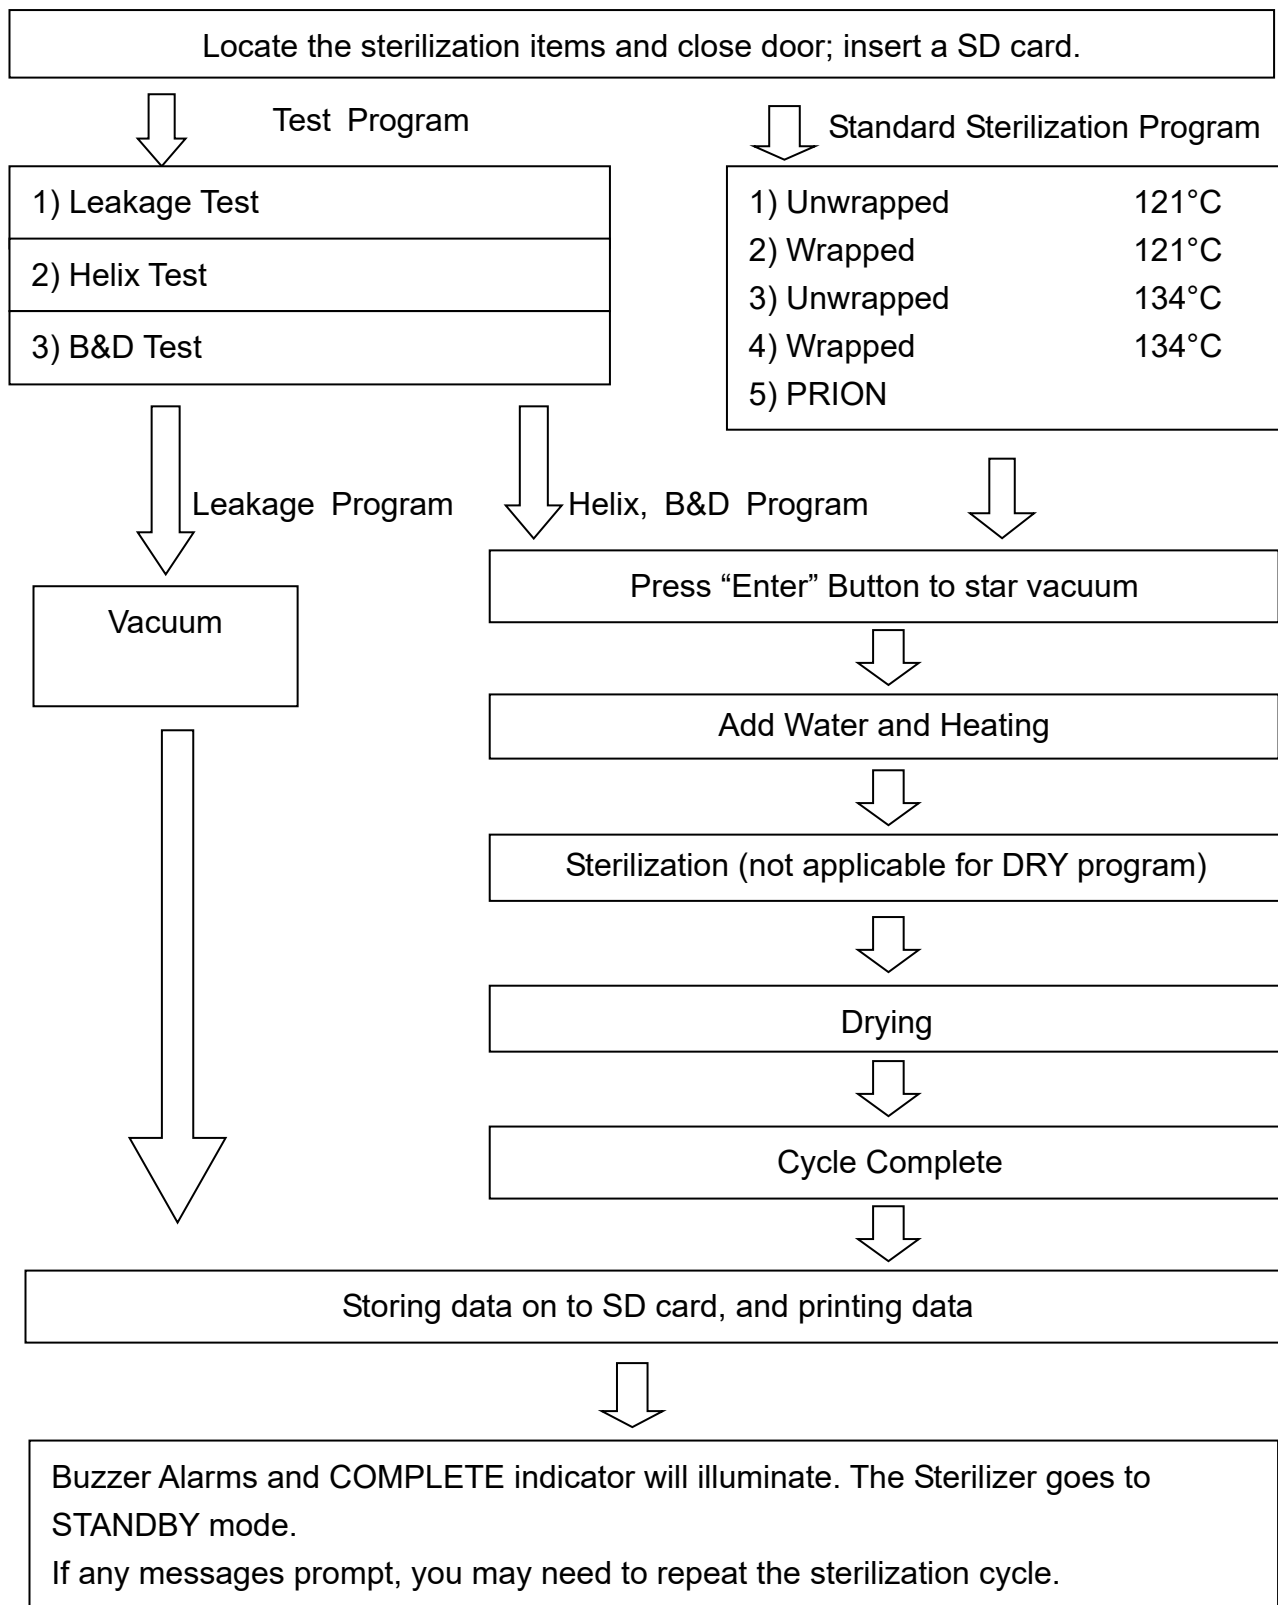 Locate the sterilization items and close door; insert a SD card.
Test Program
Standard Sterilization Program
1) Leakage Test
2) Helix Test
3) B&D Test
1) Unwrapped 121°C
2) Wrapped 121°C
3) Unwrapped 134°C
4) Wrapped 134°C
5) PRION
Leakage Program
Helix, B&D Program
Vacuum
Press “Enter” Button to star vacuum
Add Water and Heating
Sterilization (not applicable for DRY program)
Drying
Cycle Complete
Storing data on to SD card, and printing data
Buzzer Alarms and COMPLETE indicator will illuminate. The Sterilizer goes to
STANDBY mode.
If any messages prompt, you may need to repeat the sterilization cycle.